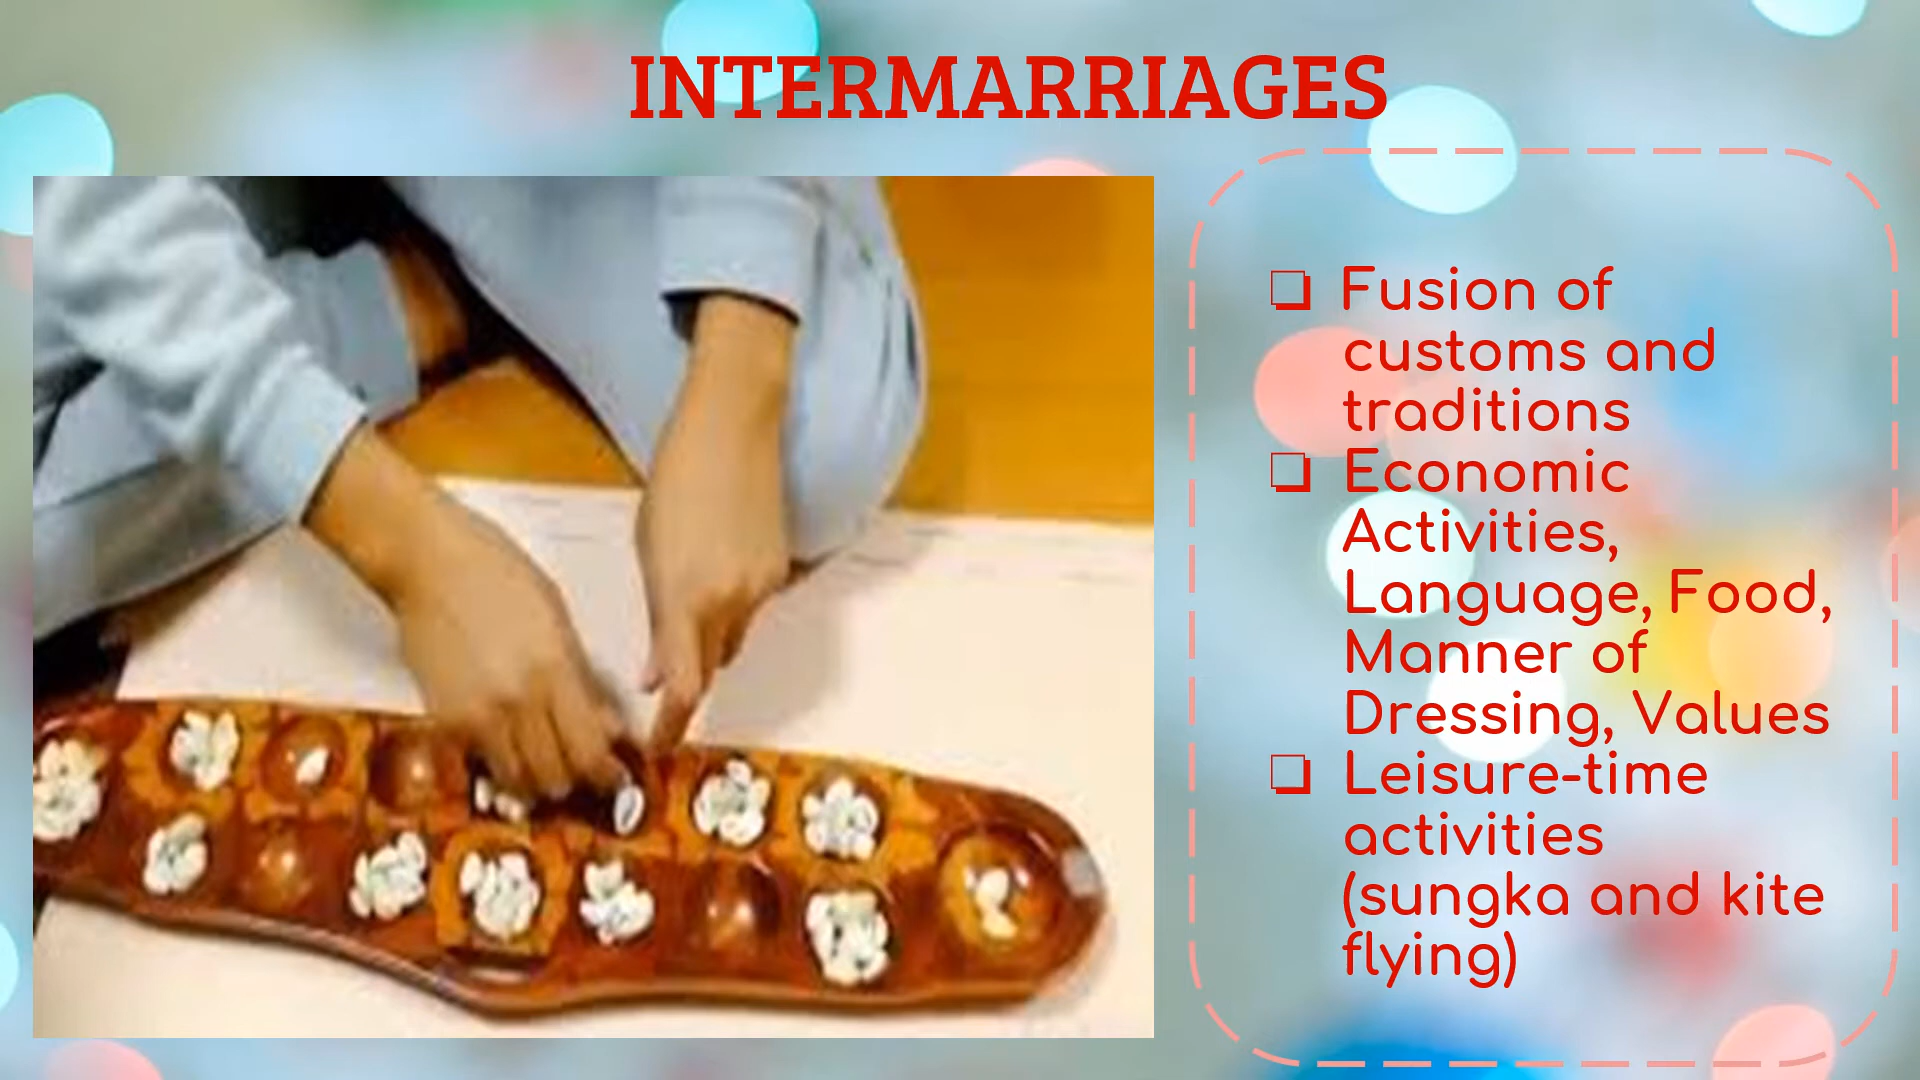 INTERMARRIAGES
❏ Fusion of
customs and
traditions
❏ Economic
Activities,
Language, Food,
Manner of
Dressing, Values
❏ Leisure-time
activities
(sungka and kite
flying)